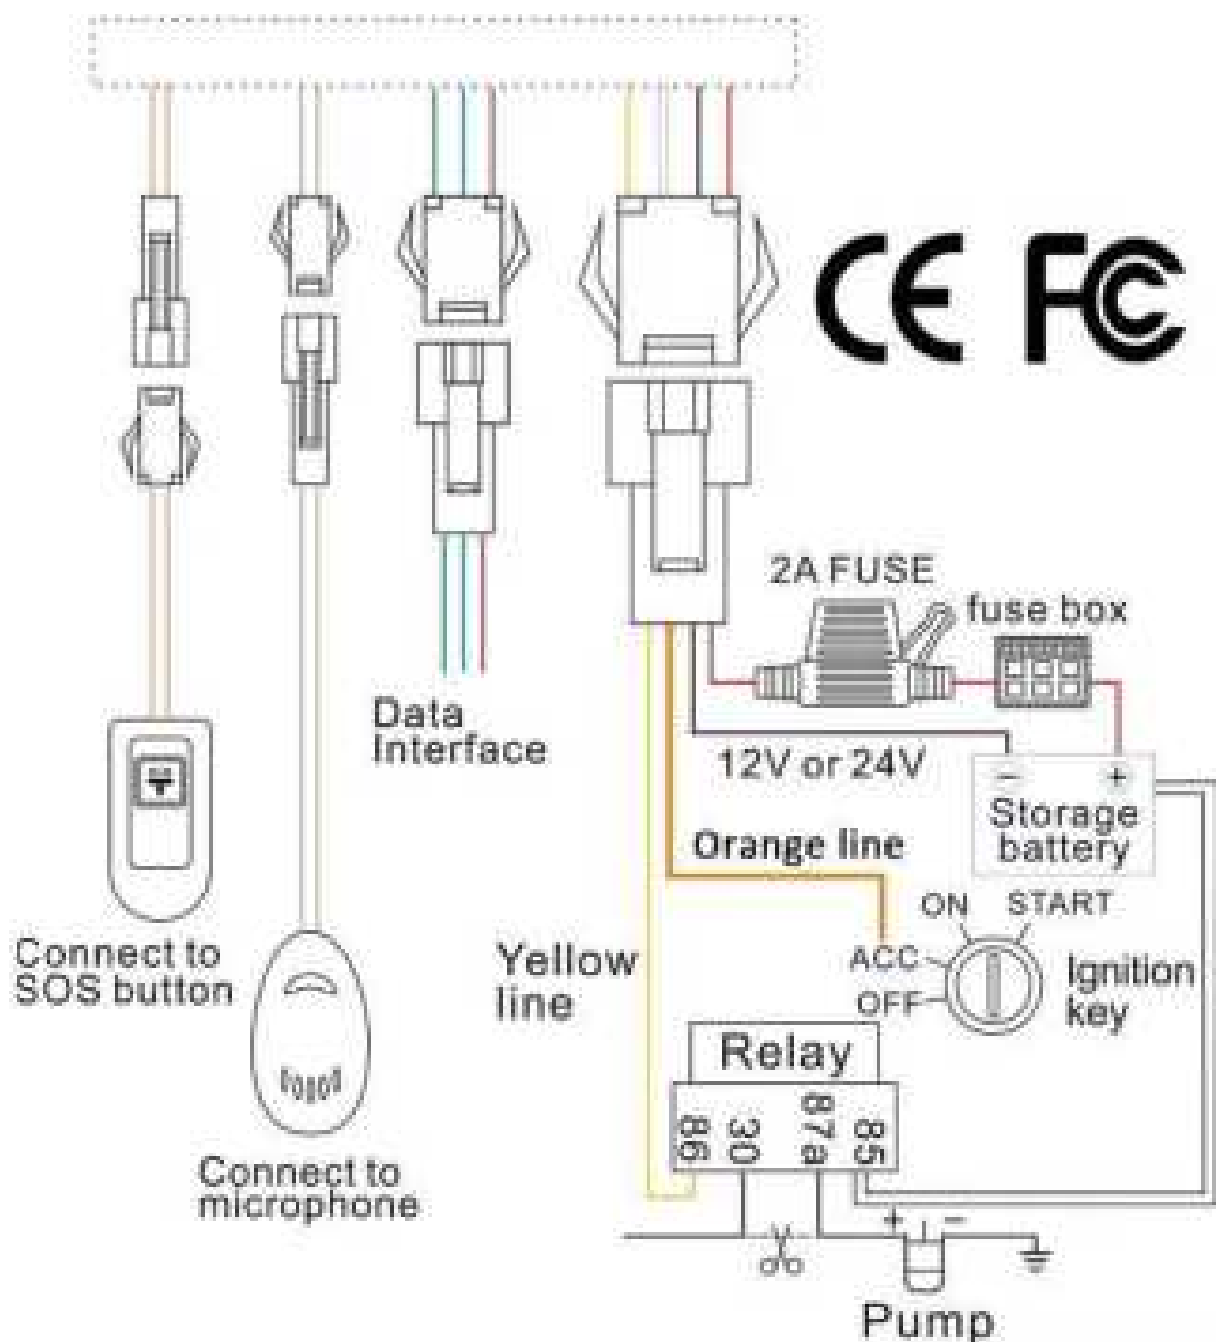 CE FC
2A FUSE
fuse box
Data
Interface
12V or 24V
- +
Storage
battery
Orange line
ON START
ACC
OFF
Ignition
key
Connect to
SOS button
Yellow
line
Relay
86 30 87a 85
Connect to
microphone
+ -
Pump